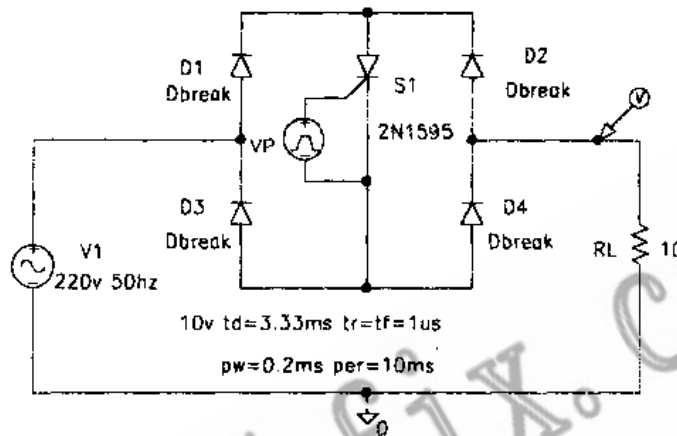 D1
Dbreak
D2
Dbreak
S1
2N1595
V
VP
D3
Dbreak
D4
Dbreak
V1
220v 50hz
RL
10v td=3.33ms tr=tf=1us
pw=0.2ms per=10ms
0